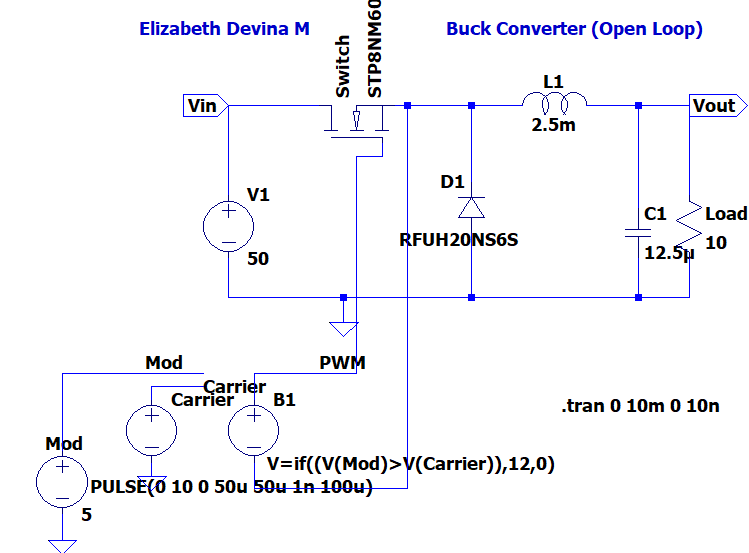 Elizabeth Devina M
Buck Converter (Open Loop)
Switch
STP8NM60
Vin
L1
2.5m
Vout
V1
50
D1
RFUH20NS6S
C1
12.5µ
Load
10
Mod
PWM
Carrier
Carrier
B1
.tran 0 10m 0 10n
Mod
V=if((V(Mod)>V(Carrier)),12,0)
PULSE(0 10 0 50u 50u 1n 100u)
5